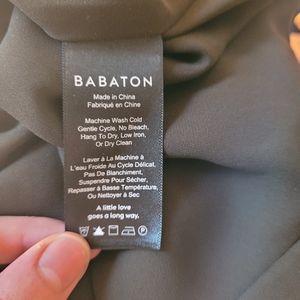 BABATON
Made in China
Fabriqué en Chine
Machine Wash Cold
Gentle Cycle, No Bleach,
Hang To Dry, Low Iron,
Or Dry Clean
Laver À La Machine à
L'eau Froide Au Cycle Délicat,
Pas De Blanchiment,
Suspendre Pour Sécher,
Repasser à Basse Température,
Ou Nettoyer à Sec
A little love
goes a long way.